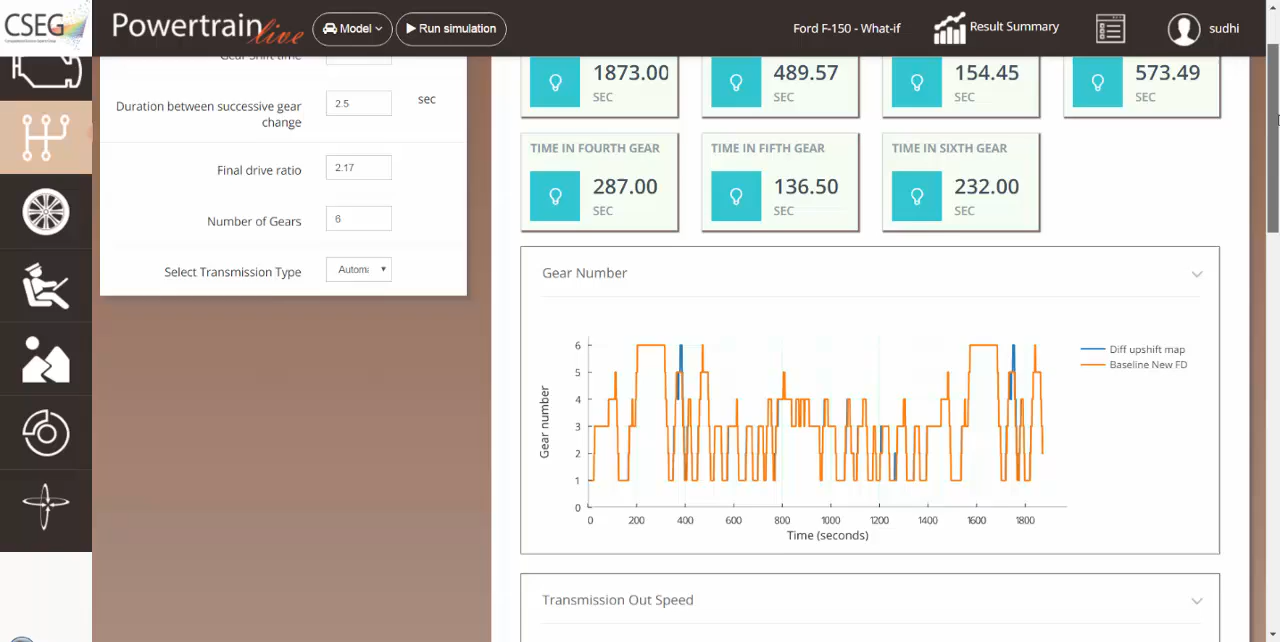 CSEG
Powertrain live
Model
Run simulation
Ford F-150 - What-if
Result Summary
sudhi
Gear Shift time
Duration between successive gear
change
2.5
sec
Final drive ratio
2.17
Number of Gears
6
Select Transmission Type
Automa
1873.00
SEC
489.57
SEC
154.45
SEC
573.49
SEC
TIME IN FOURTH GEAR
287.00
SEC
TIME IN FIFTH GEAR
136.50
SEC
TIME IN SIXTH GEAR
232.00
SEC
Gear Number
6
5
4
3
2
1
0
Gear number
0 200 400 600 800 1000 1200 1400 1600 1800
Time (seconds)
Diff upshift map
Baseline New FD
Transmission Out Speed